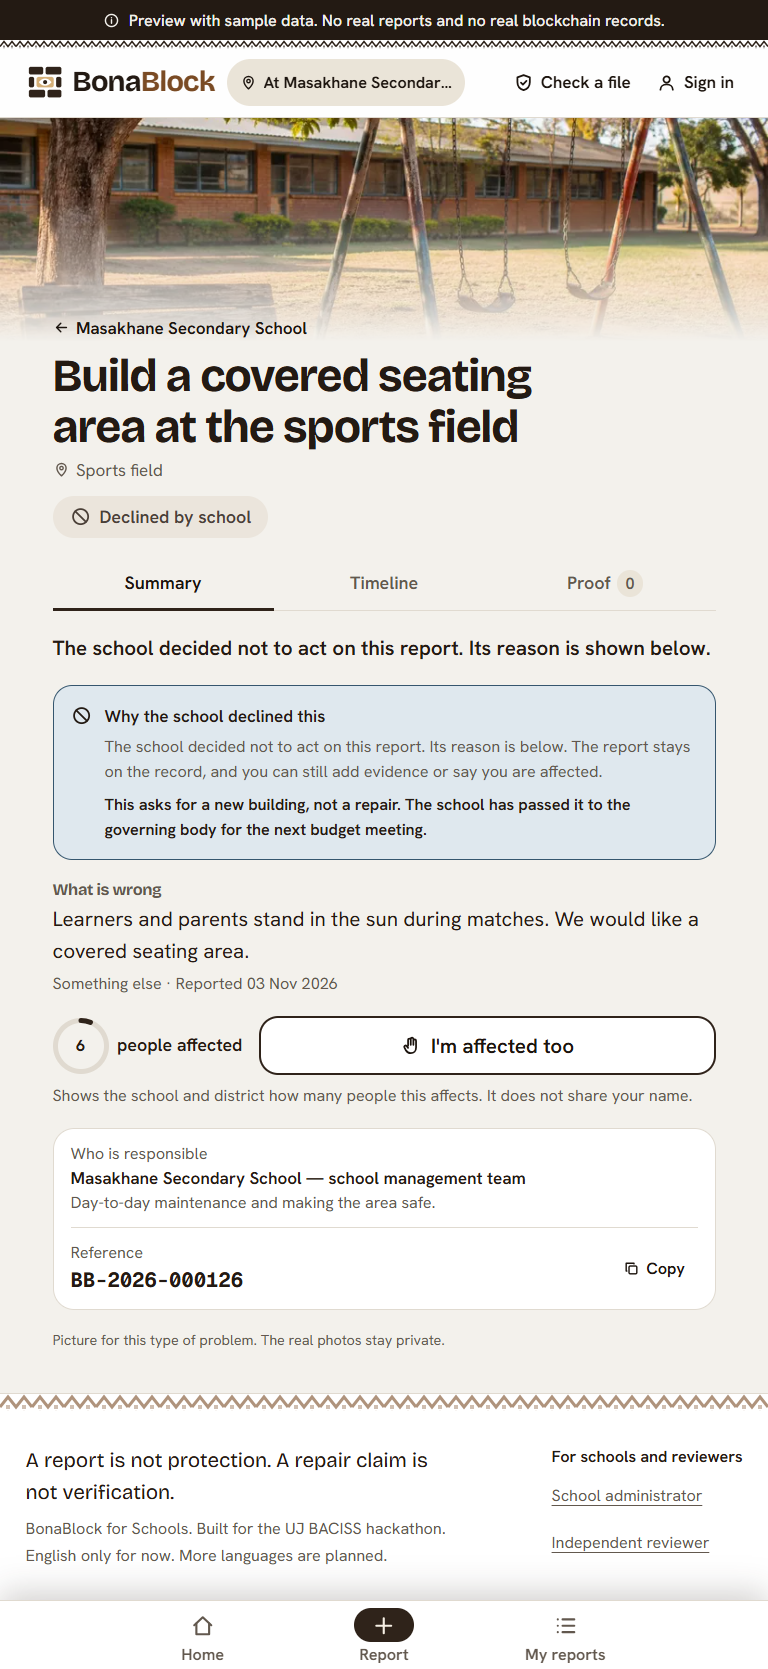 Preview with sample data. No real reports and no real blockchain records.
BonaBlock
At Masakhane Secondar...
Check a file
Sign in
Masakhane Secondary School
Build a covered seating
area at the sports field
Sports field
Declined by school
Summary
Timeline
Proof 0
The school decided not to act on this report. Its reason is shown below.
Why the school declined this
The school decided not to act on this report. Its reason is below. The report stays
on the record, and you can still add evidence or say you are affected.
This asks for a new building, not a repair. The school has passed it to the
governing body for the next budget meeting.
What is wrong
Learners and parents stand in the sun during matches. We would like a
covered seating area.
Something else · Reported 03 Nov 2026
6 people affected
I'm affected too
Shows the school and district how many people this affects. It does not share your name.
Who is responsible
Masakhane Secondary School — school management team
Day-to-day maintenance and making the area safe.
Reference
BB-2026-000126
Copy
Picture for this type of problem. The real photos stay private.
A report is not protection. A repair claim is
not verification.
BonaBlock for Schools. Built for the UJ BACISS hackathon.
English only for now. More languages are planned.
For schools and reviewers
School administrator
Independent reviewer
Home
Report
My reports